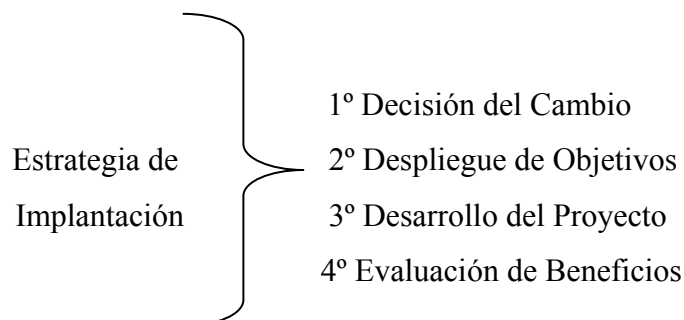 Estrategia de
Implantación
1º Decisión del Cambio
2º Despliegue de Objetivos
3º Desarrollo del Proyecto
4º Evaluación de Beneficios